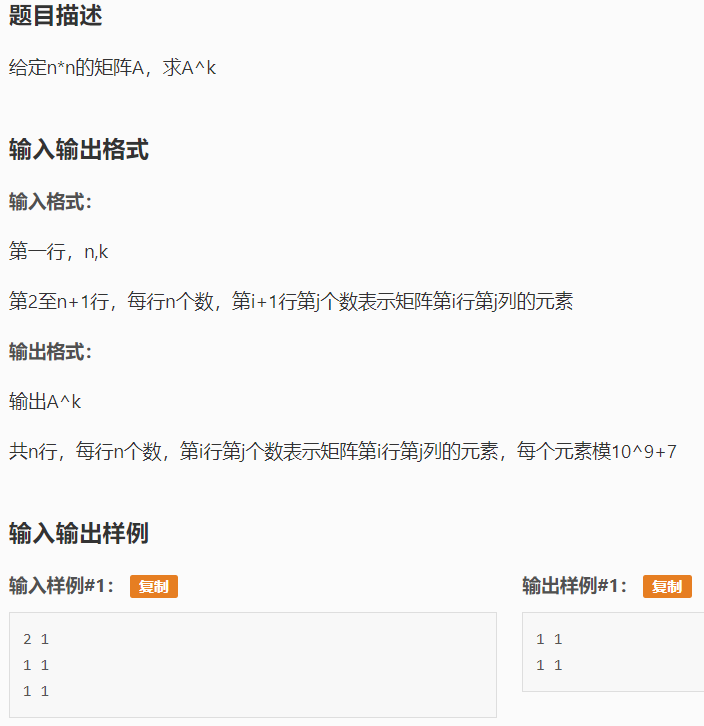 题目描述
给定n*n的矩阵A，求A^k
输入输出格式
输入格式：
第一行，n,k
第2至n+1行，每行n个数，第i+1行第j个数表示矩阵第i行第j列的元素
输出格式：
输出A^k
共n行，每行n个数，第i行第j个数表示矩阵第i行第j列的元素，每个元素模10^9+7
输入输出样例
输入样例#1： 复制
2 1
1 1
1 1
输出样例#1： 复制
1 1
1 1